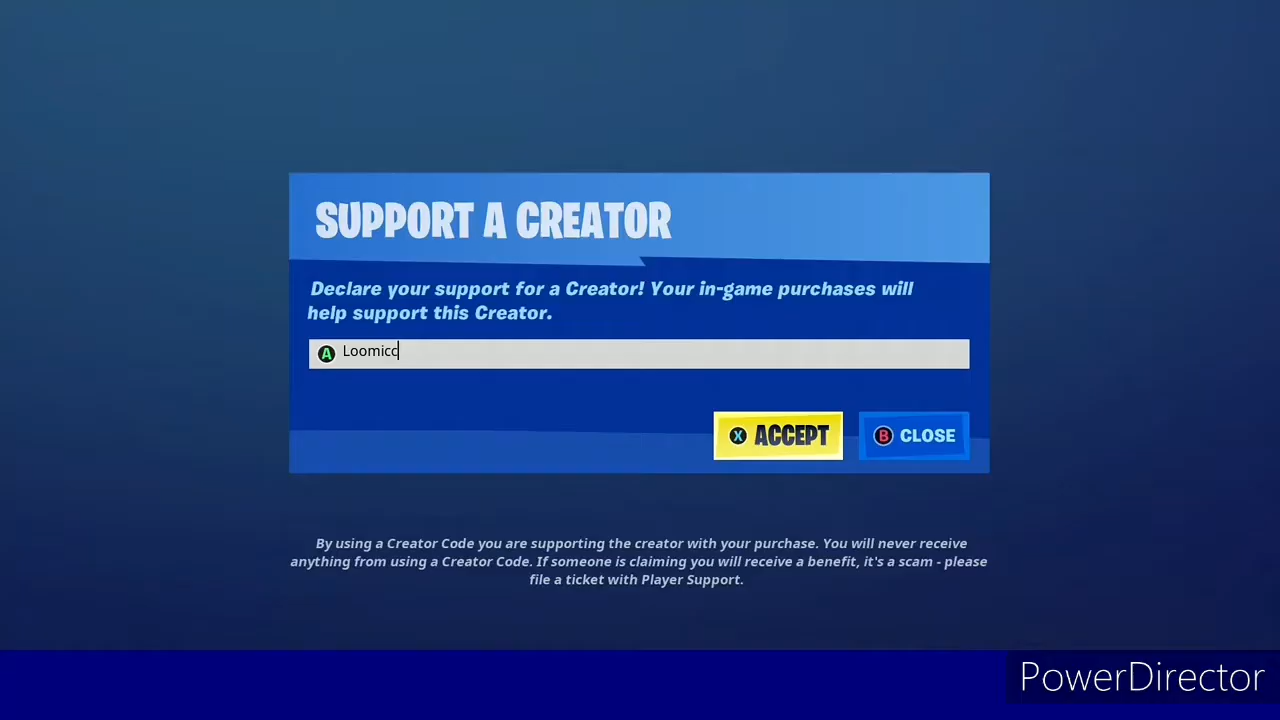 SUPPORT A CREATOR
Declare your support for a Creator! Your in-game purchases will
help support this Creator.
A Loomicc
X ACCEPT
B CLOSE
By using a Creator Code you are supporting the creator with your purchase. You will never receive
anything from using a Creator Code. If someone is claiming you will receive a benefit, it's a scam - please
file a ticket with Player Support.
PowerDirector